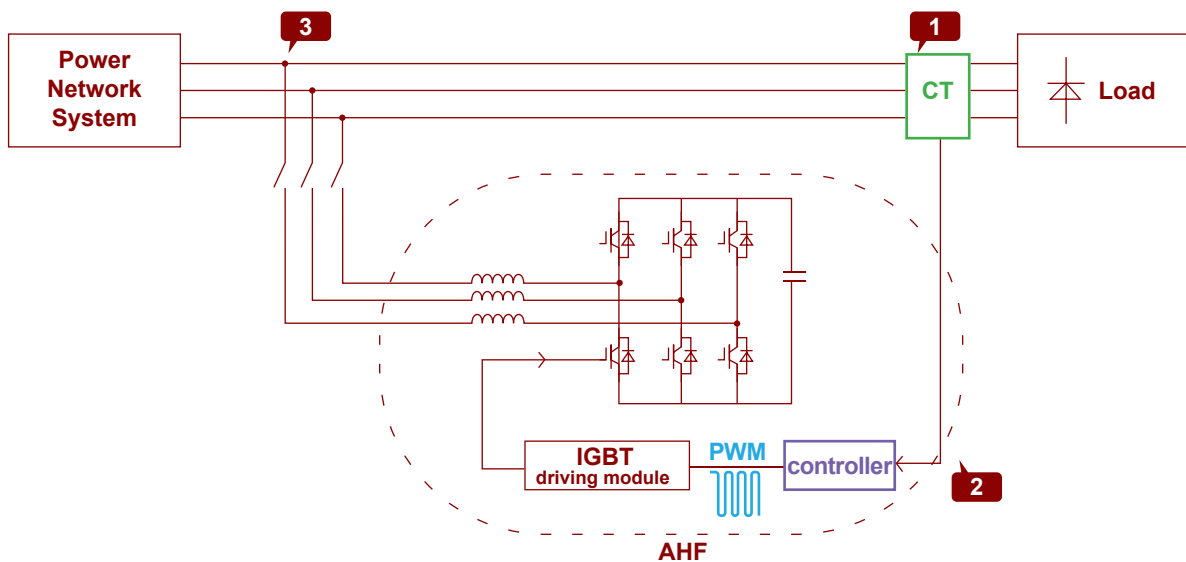 3
1
Power
Network
System
CT
Load
IGBT
driving module
PWM
controller
2
AHF